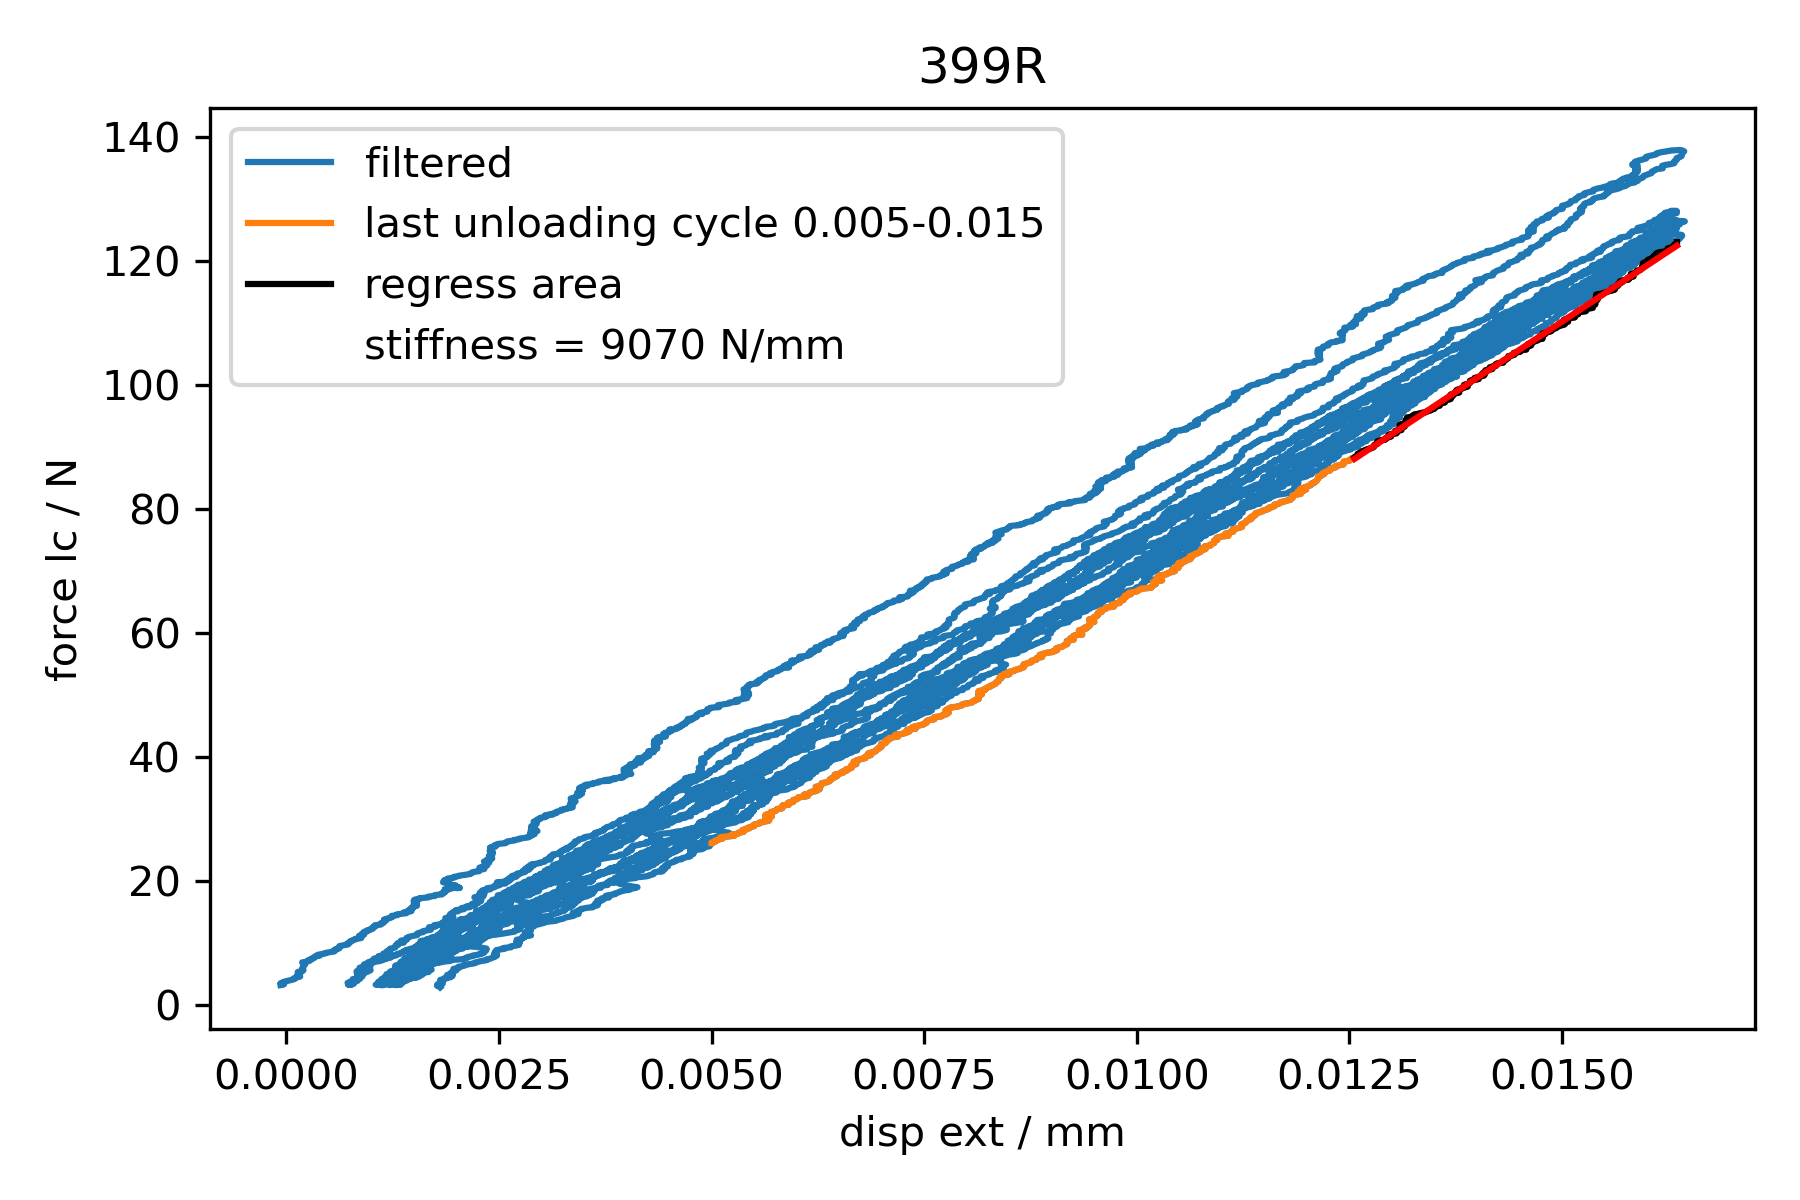 399R
140
120
100
80
60
40
20
0
force lc / N
filtered
last unloading cycle 0.005-0.015
regress area
stiffness = 9070 N/mm
0.0000 0.0025 0.0050 0.0075 0.0100 0.0125 0.0150
disp ext / mm